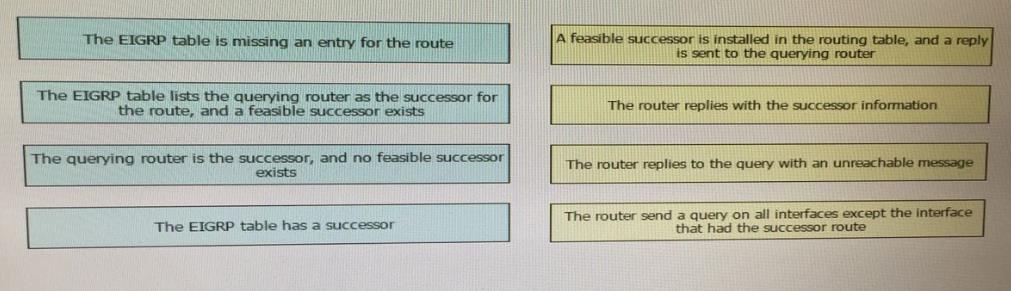 The EIGRP table is missing an entry for the route
A feasible successor is installed in the routing table, and a reply
is sent to the querying router
The EIGRP table lists the querying router as the successor for
the route, and a feasible successor exists
The router replies with the successor information
The querying router is the successor, and no feasible successor
exists
The router replies to the query with an unreachable message
The EIGRP table has a successor
The router send a query on all interfaces except the interface
that had the successor route